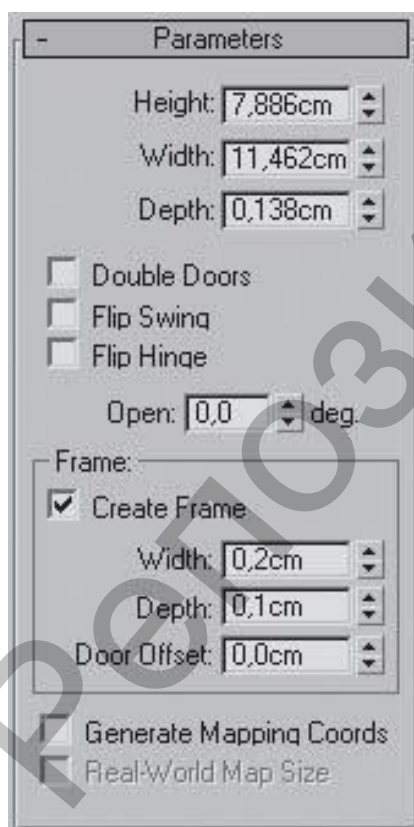 - Parameters
Height: 7,886cm
Width: 11,462cm
Depth: 0,138cm
Double Doors
Flip Swing
Flip Hinge
Open: 0,0 deg.
Frame:
Create Frame
Width: 0,2cm
Depth: 0,1cm
Door Offset: 0,0cm
Generate Mapping Coords
Real-World Map Size